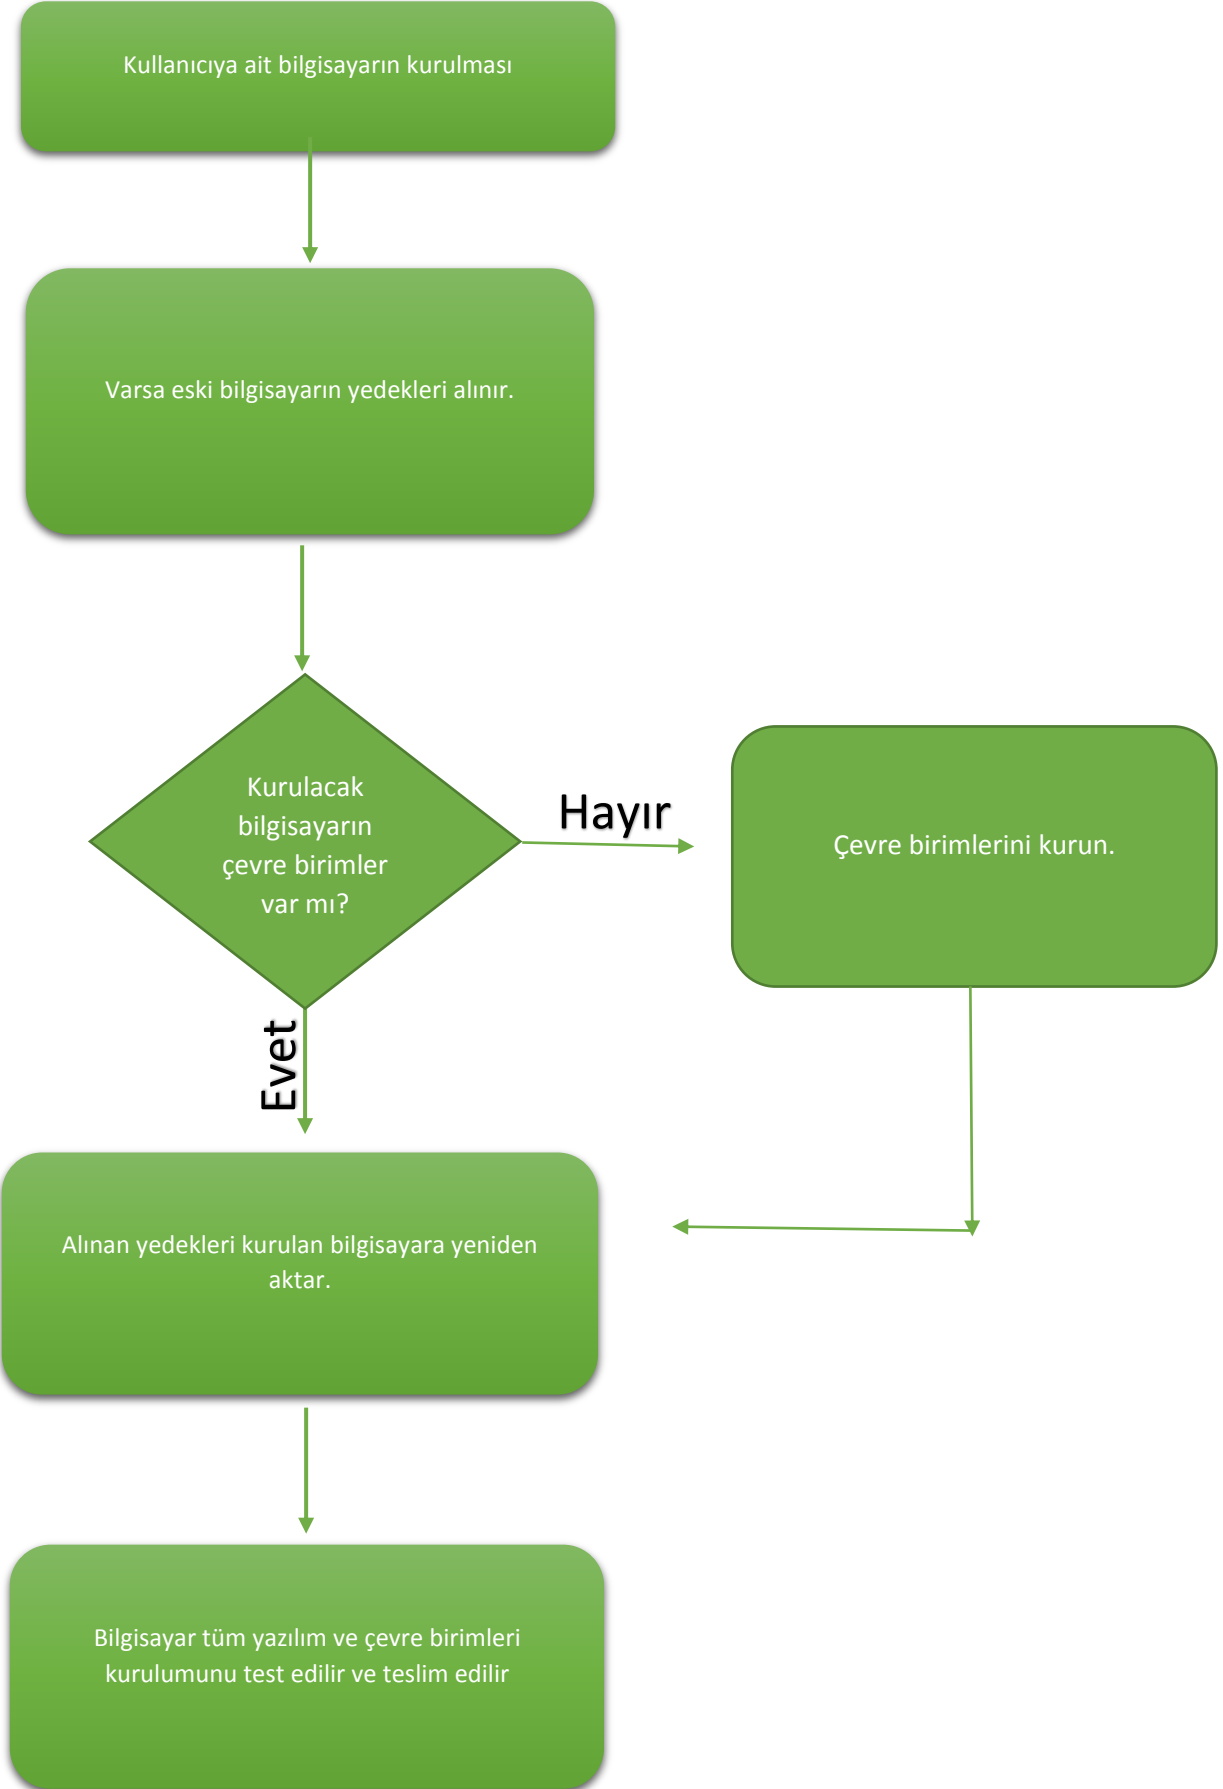 Kullanıcıya ait bilgisayarın kurulması
Varsa eski bilgisayarın yedekleri alınır.
Kurulacak
bilgisayarın
çevre birimler
var mı?
Hayır
Çevre birimlerini kurun.
Evet
Alınan yedekleri kurulan bilgisayara yeniden
aktar.
Bilgisayar tüm yazılım ve çevre birimleri
kurulumunu test edilir ve teslim edilir